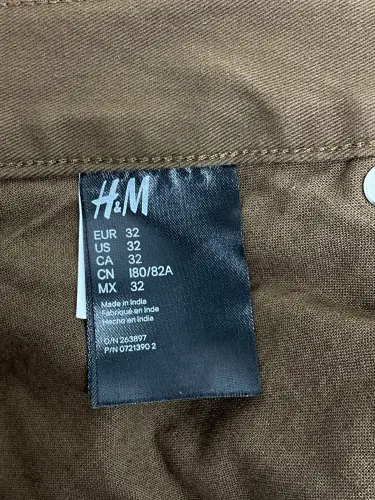 H&M
EUR 32
US 32
CA 32
CN 180/82A
MX 32
Made in India
Fabriqué en Inde
Hecho en India
O/N 263897
P/N 0721390 2